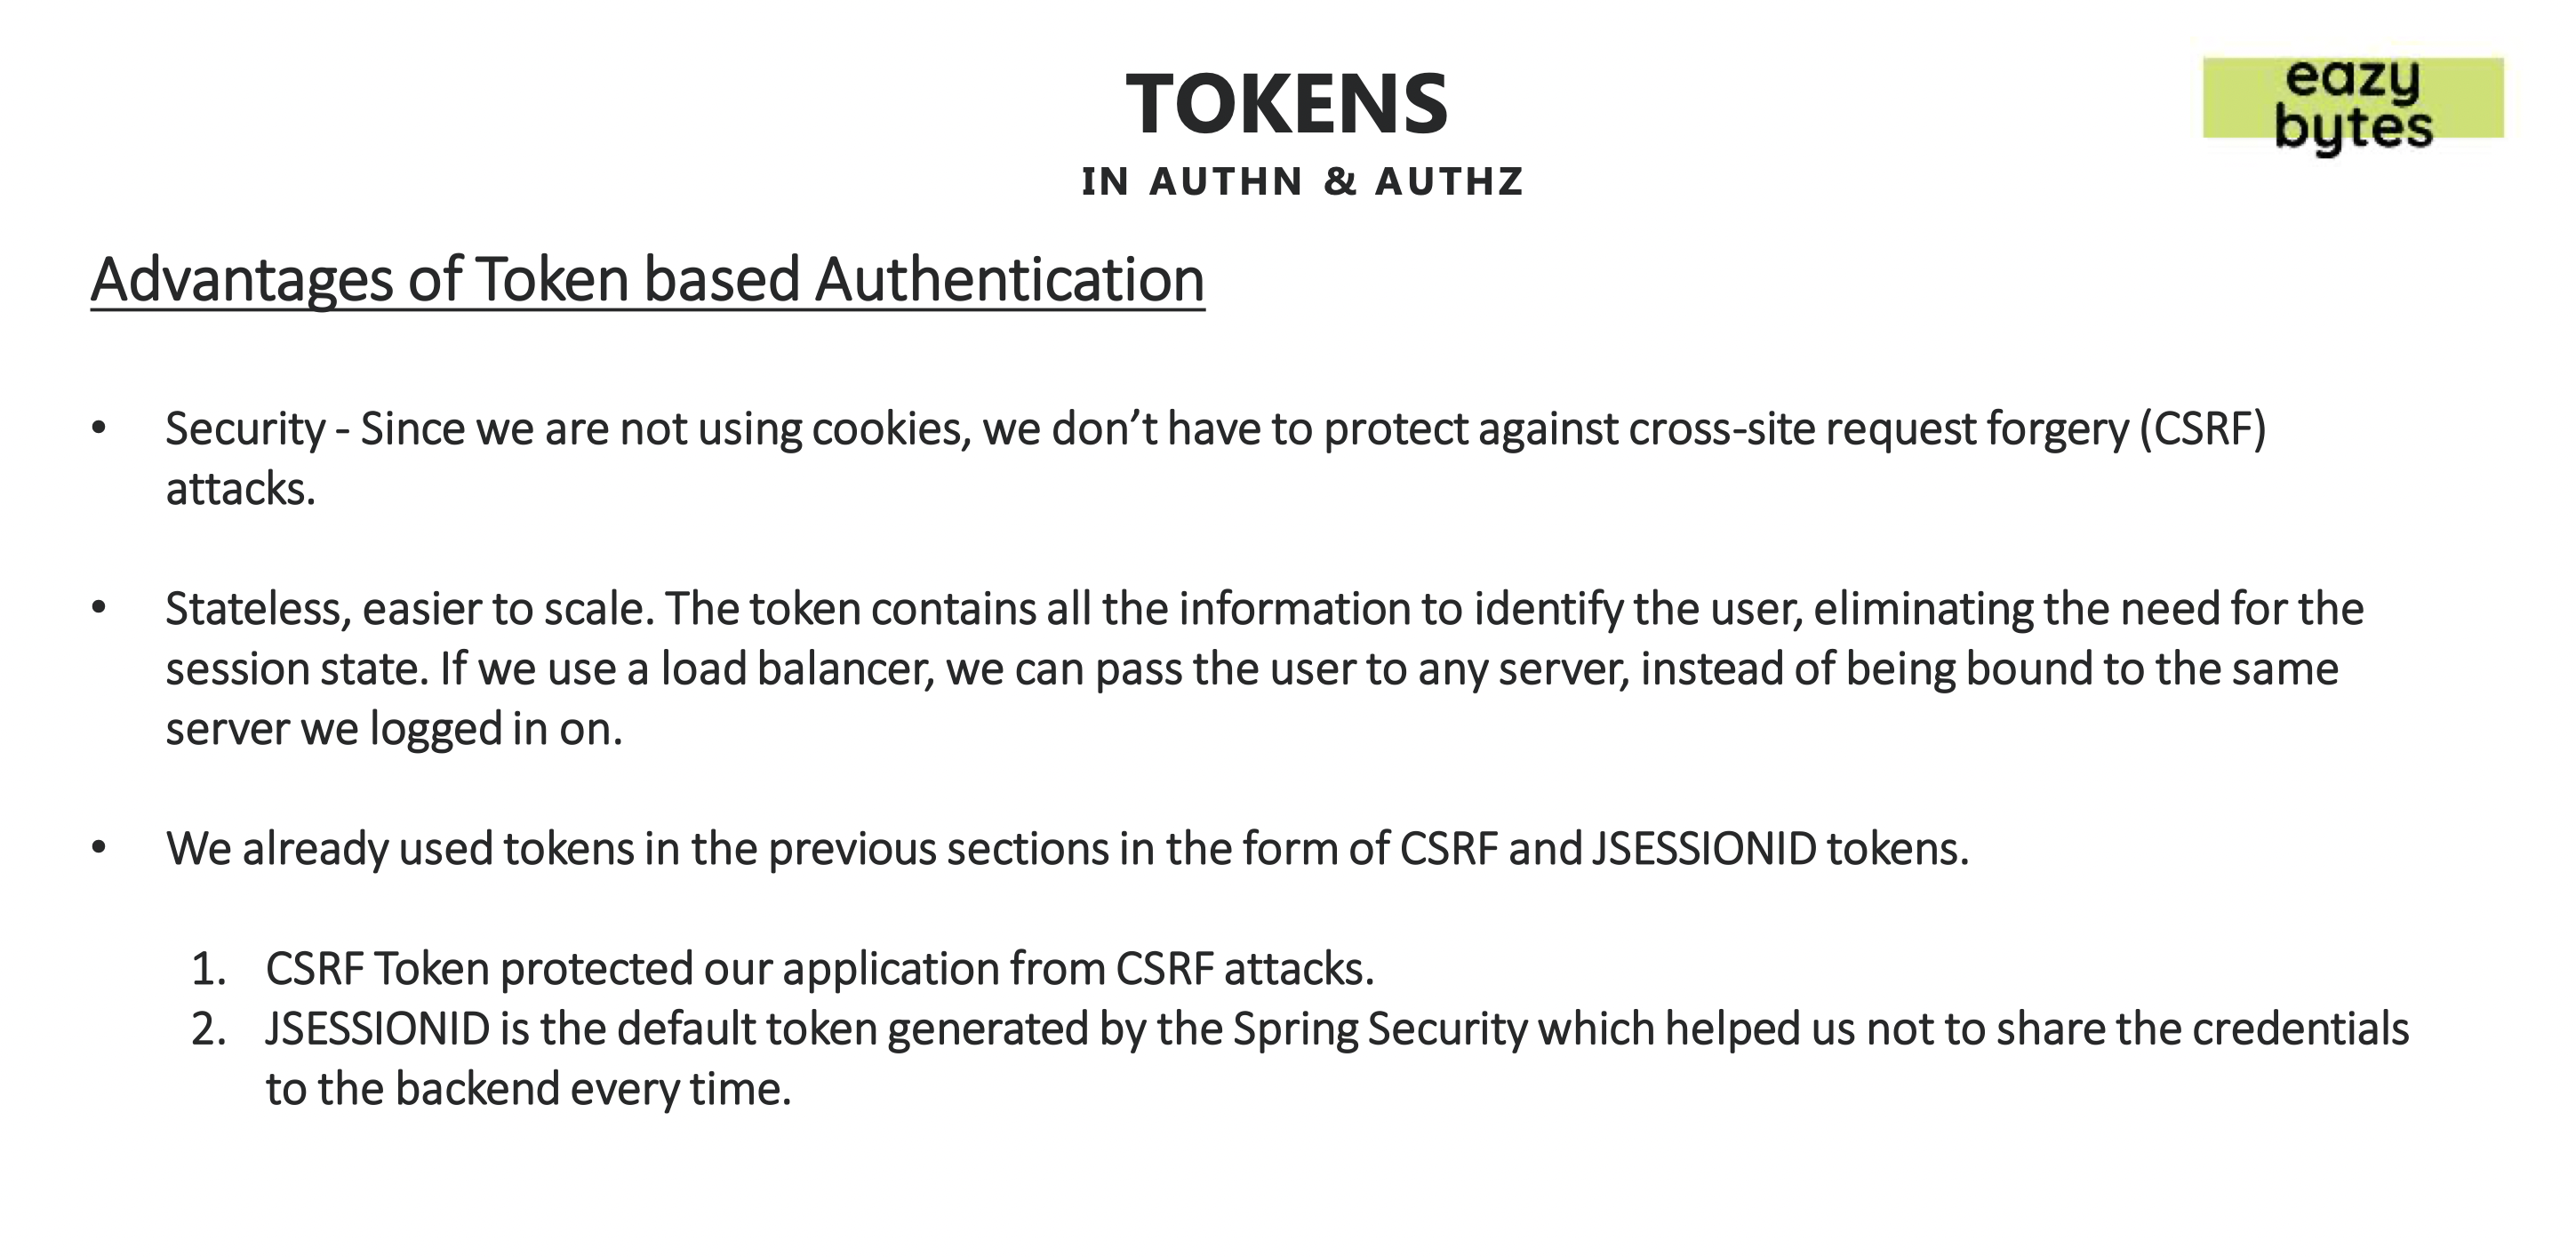 TOKENS
IN AUTHN & AUTHZ
eazy
bytes
Advantages of Token based Authentication
• Security - Since we are not using cookies, we don’t have to protect against cross-site request forgery (CSRF)
attacks.
• Stateless, easier to scale. The token contains all the information to identify the user, eliminating the need for the
session state. If we use a load balancer, we can pass the user to any server, instead of being bound to the same
server we logged in on.
• We already used tokens in the previous sections in the form of CSRF and JSESSIONID tokens.
1. CSRF Token protected our application from CSRF attacks.
2. JSESSIONID is the default token generated by the Spring Security which helped us not to share the credentials
to the backend every time.